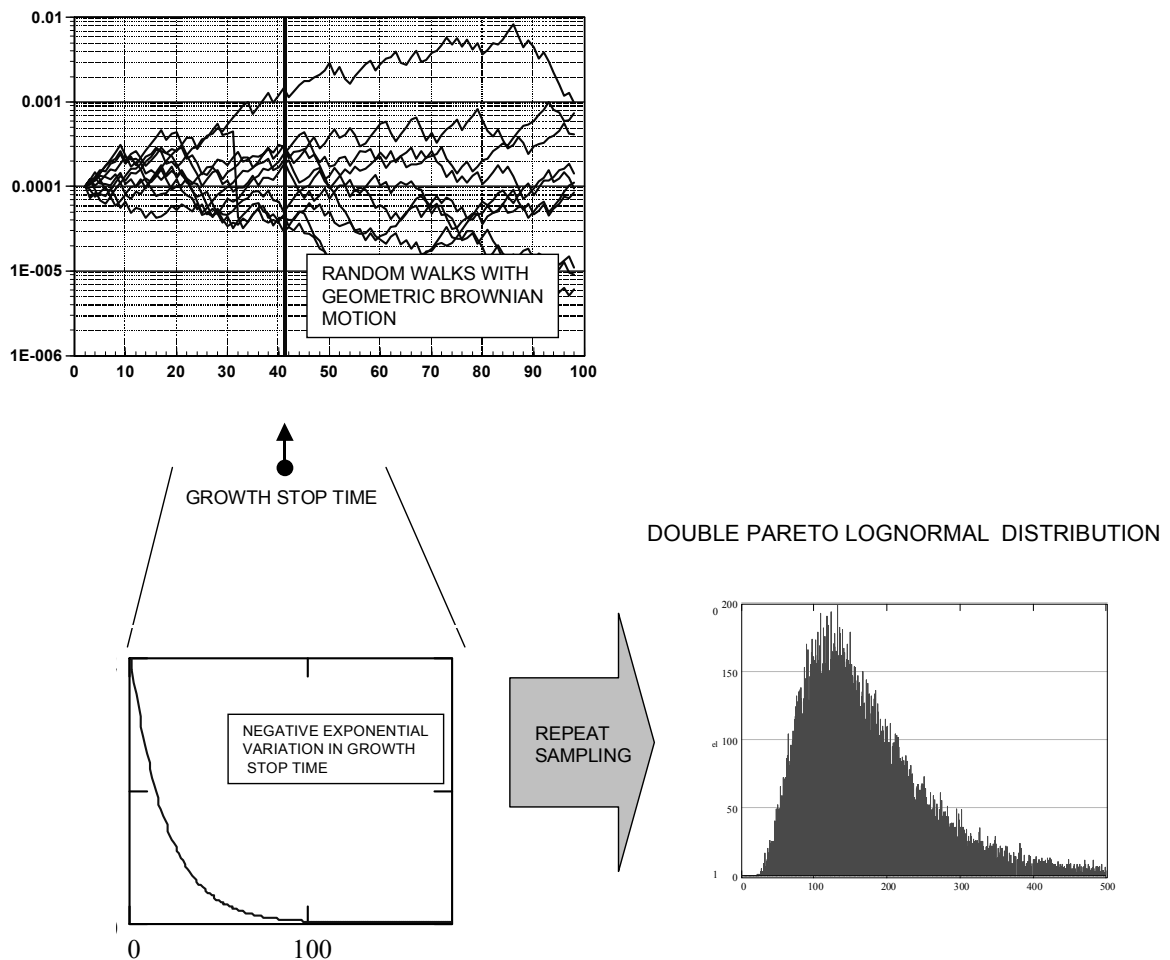 0.01
0.001
0.0001
1E-005
1E-006
0 10 20 30 40 50 60 70 80 90 100
RANDOM WALKS WITH
GEOMETRIC BROWNIAN
MOTION
GROWTH STOP TIME
NEGATIVE EXPONENTIAL
VARIATION IN GROWTH
STOP TIME
0 100
REPEAT
SAMPLING
DOUBLE PARETO LOGNORMAL DISTRIBUTION
0 200
150
100
50
1 0
0 100 200 300 400 500